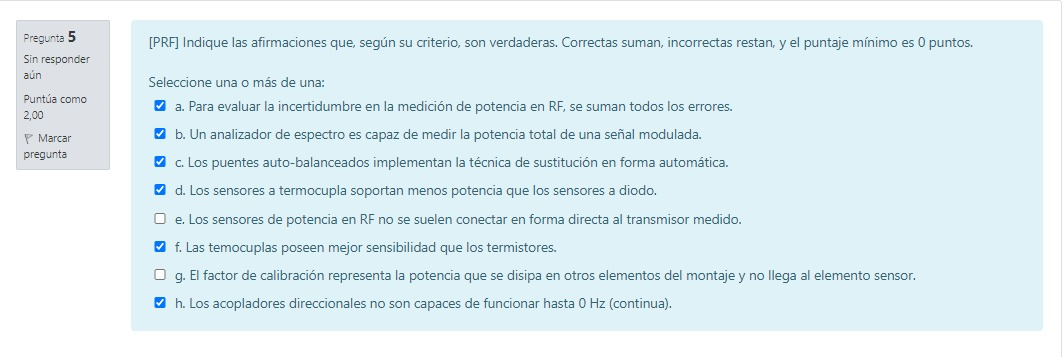 Pregunta 5
Sin responder
aún
Puntúa como
2,00
Marcar
pregunta
[PRF] Indique las afirmaciones que, según su criterio, son verdaderas. Correctas suman, incorrectas restan, y el puntaje mínimo es 0 puntos.
Seleccione una o más de una:
a. Para evaluar la incertidumbre en la medición de potencia en RF, se suman todos los errores.
b. Un analizador de espectro es capaz de medir la potencia total de una señal modulada.
c. Los puentes auto-balanceados implementan la técnica de sustitución en forma automática.
d. Los sensores a termocupla soportan menos potencia que los sensores a diodo.
e. Los sensores de potencia en RF no se suelen conectar en forma directa al transmisor medido.
f. Las temocuplas poseen mejor sensibilidad que los termistores.
g. El factor de calibración representa la potencia que se disipa en otros elementos del montaje y no llega al elemento sensor.
h. Los acopladores direccionales no son capaces de funcionar hasta 0 Hz (continua).